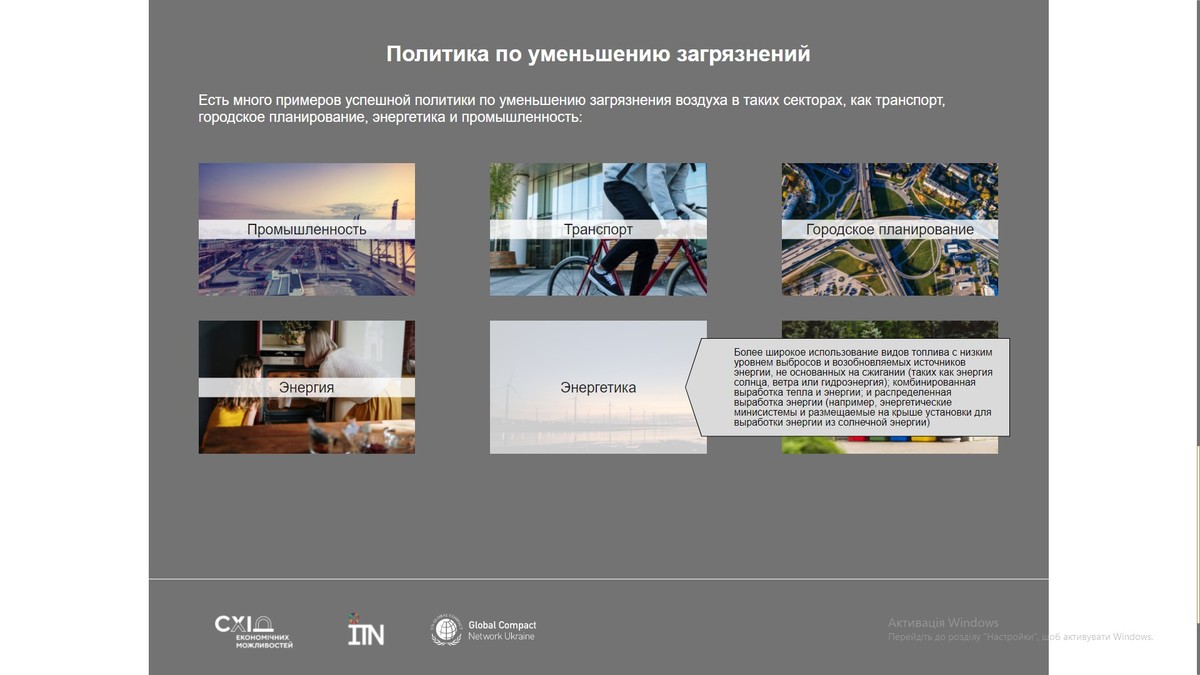 Политика по уменьшению загрязнений
Есть много примеров успешной политики по уменьшению загрязнения воздуха в таких секторах, как транспорт,
городское планирование, энергетика и промышленность:
Промышленность
Транспорт
Городское планирование
Энергия
Энергетика
Более широкое использование видов топлива с низким
уровнем выбросов и возобновляемых источников
энергии, не основанных на сжигании (таких как энергия
солнца, ветра или гидроэнергия); комбинированная
выработка тепла и энергии; и распределенная
выработка энергии (например, энергетические
минисистемы и размещаемые на крыше установки для
выработки энергии из солнечной энергии)
СХІД
ЕКОНОМІЧНИХ
МОЖЛИВОСТЕЙ
ITN
Global Compact
Network Ukraine
Активація Windows
Перейдіть до розділу "Настройки", щоб активувати Windows.